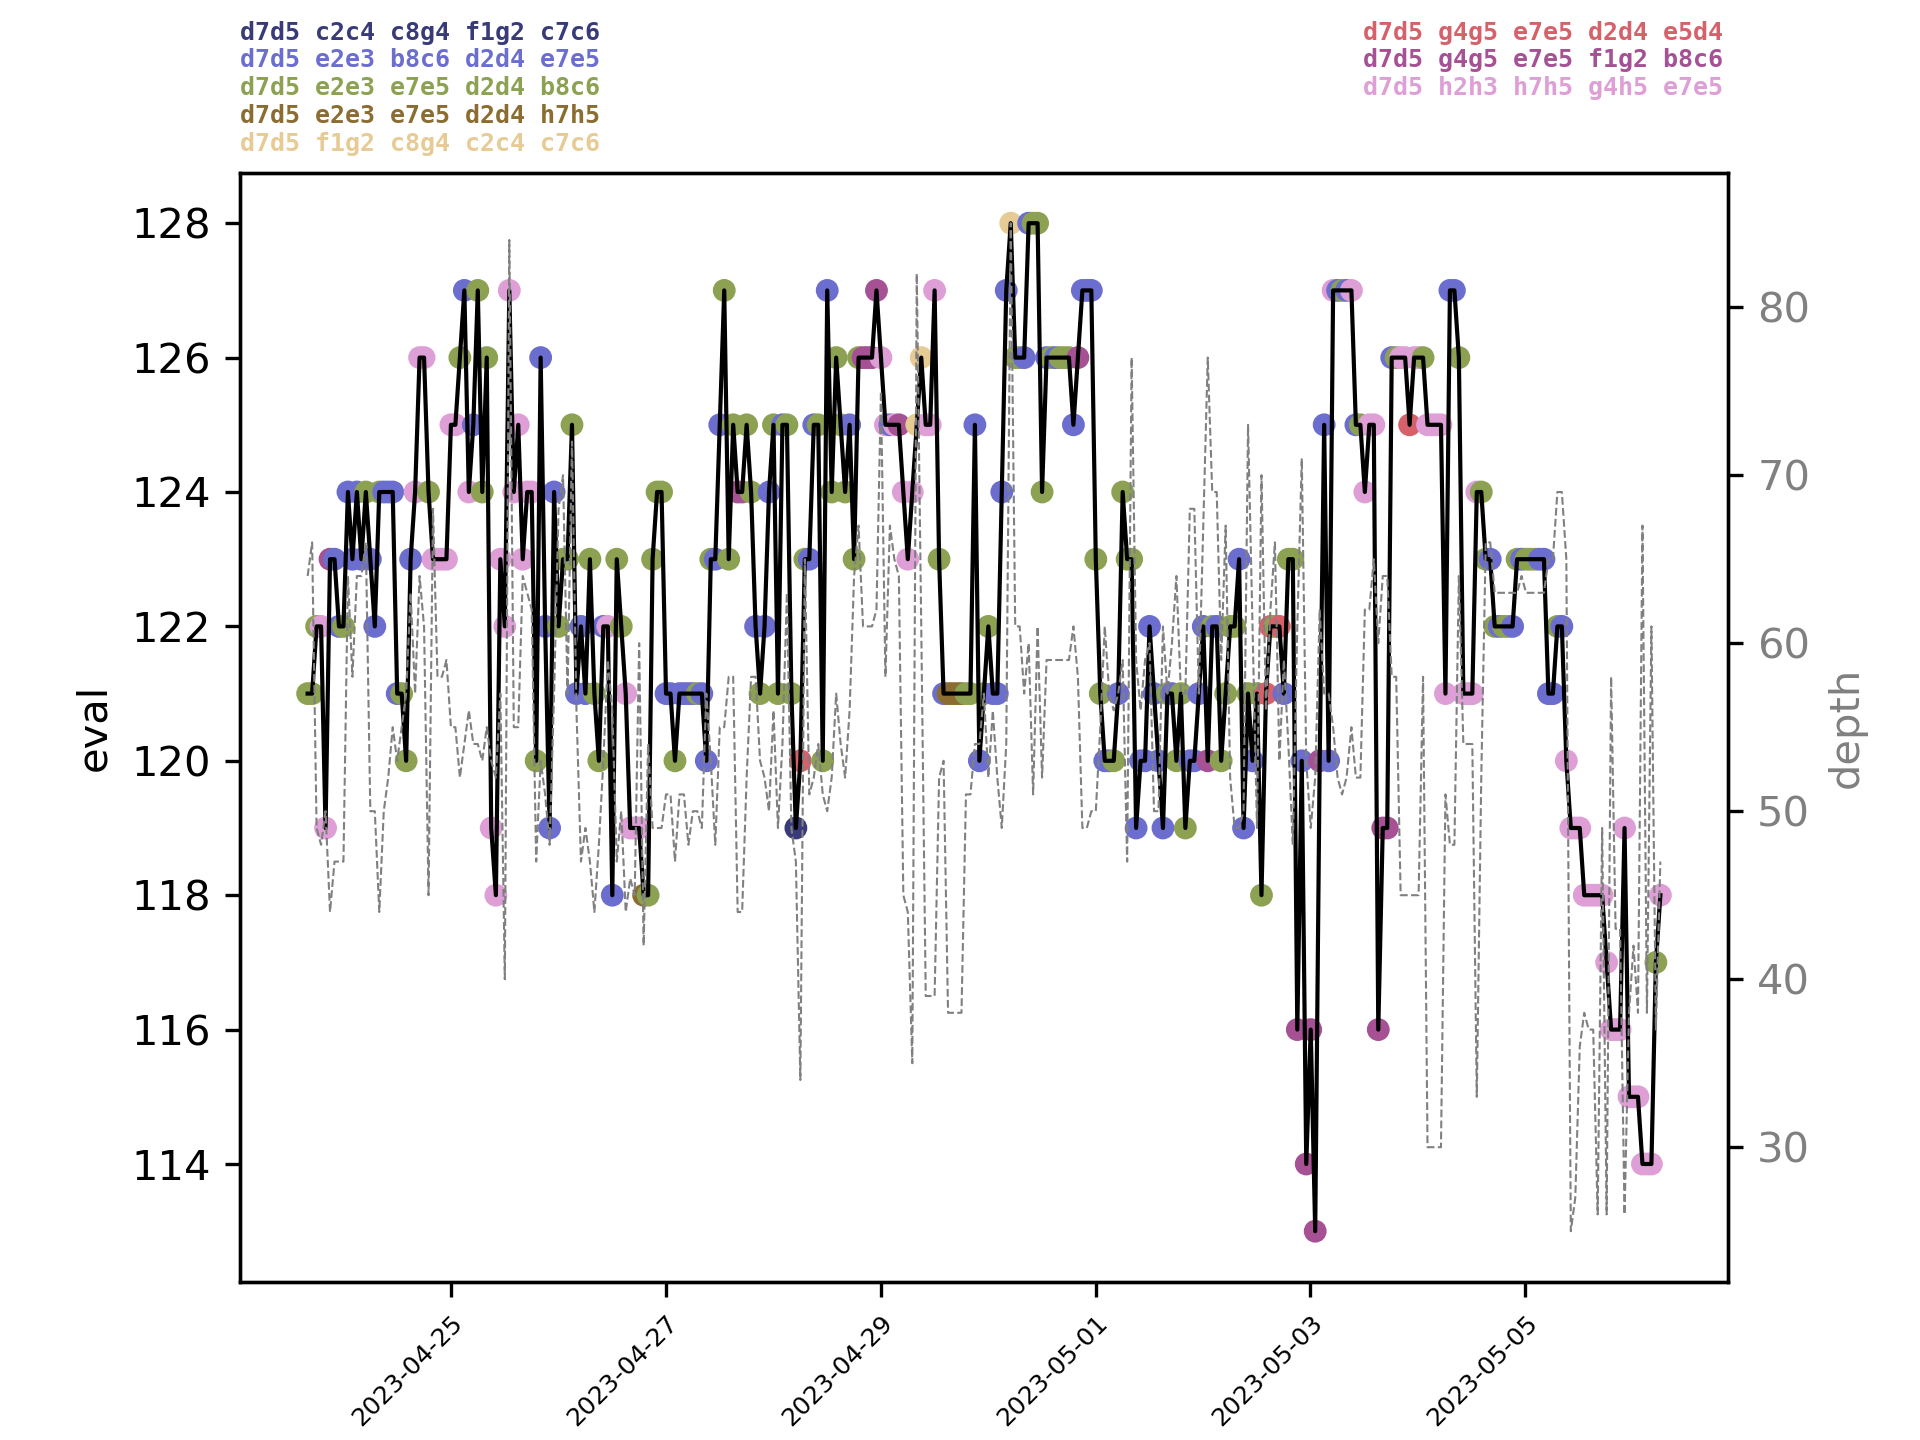 d7d5 c2c4 c8g4 f1g2 c7c6
d7d5 e2e3 b8c6 d2d4 e7e5
d7d5 e2e3 e7e5 d2d4 b8c6
d7d5 e2e3 e7e5 d2d4 h7h5
d7d5 f1g2 c8g4 c2c4 c7c6
d7d5 g4g5 e7e5 d2d4 e5d4
d7d5 g4g5 e7e5 f1g2 b8c6
d7d5 h2h3 h7h5 g4h5 e7e5
128
126
124
122
120
118
116
114
eval
80
70
60
50
40
30
depth
2023-04-25
2023-04-27
2023-04-29
2023-05-01
2023-05-03
2023-05-05